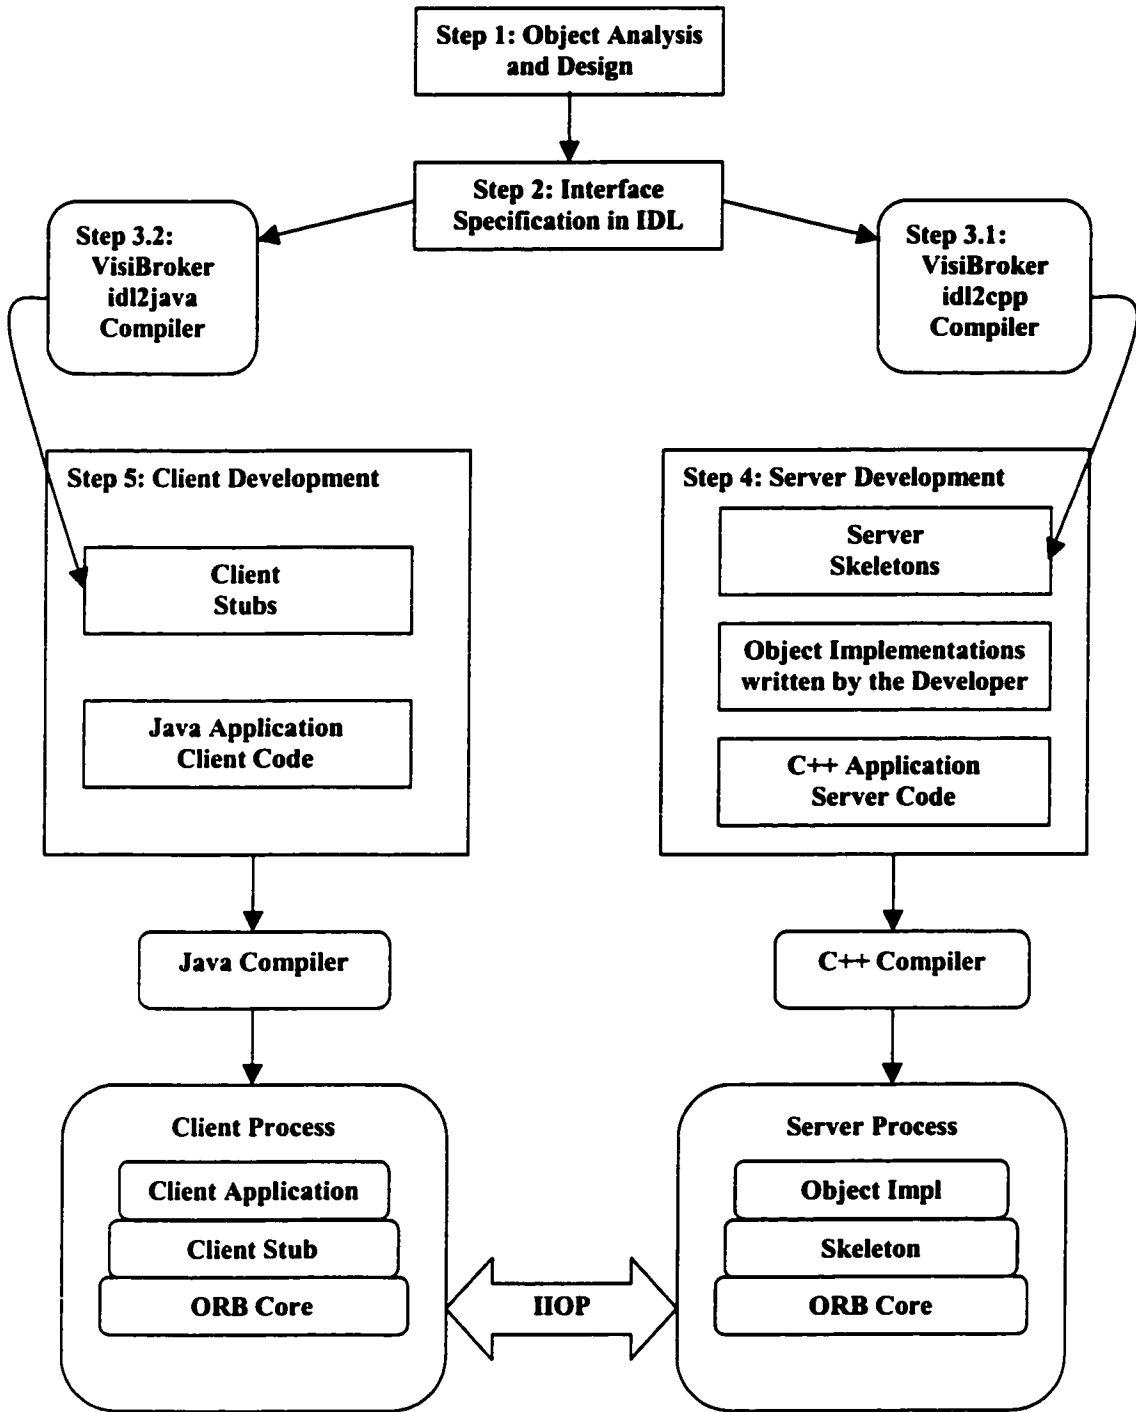 Step 1: Object Analysis
and Design
Step 2: Interface
Specification in IDL
Step 3.2:
VisiBroker
idl2java
Compiler
Step 3.1:
VisiBroker
idl2cpp
Compiler
Step 5: Client Development
Client
Stubs
Java Application
Client Code
Step 4: Server Development
Server
Skeletons
Object Implementations
written by the Developer
C++ Application
Server Code
Java Compiler
C++ Compiler
Client Process
Client Application
Client Stub
ORB Core
IIOP
Server Process
Object Impl
Skeleton
ORB Core